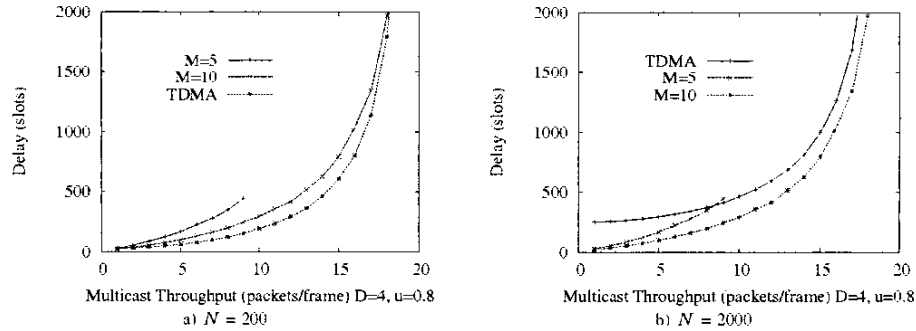 2000
1500
1000
500
0
Delay (slots)
M=5
M=10
TDMA
0 5 10 15 20
Multicast Throughput (packets/frame) D=4, u=0.8
a) N = 200
2000
1500
1000
500
0
Delay (slots)
TDMA
M=5
M=10
0 5 10 15 20
Multicast Throughput (packets/frame) D=4, u=0.8
b) N = 2000